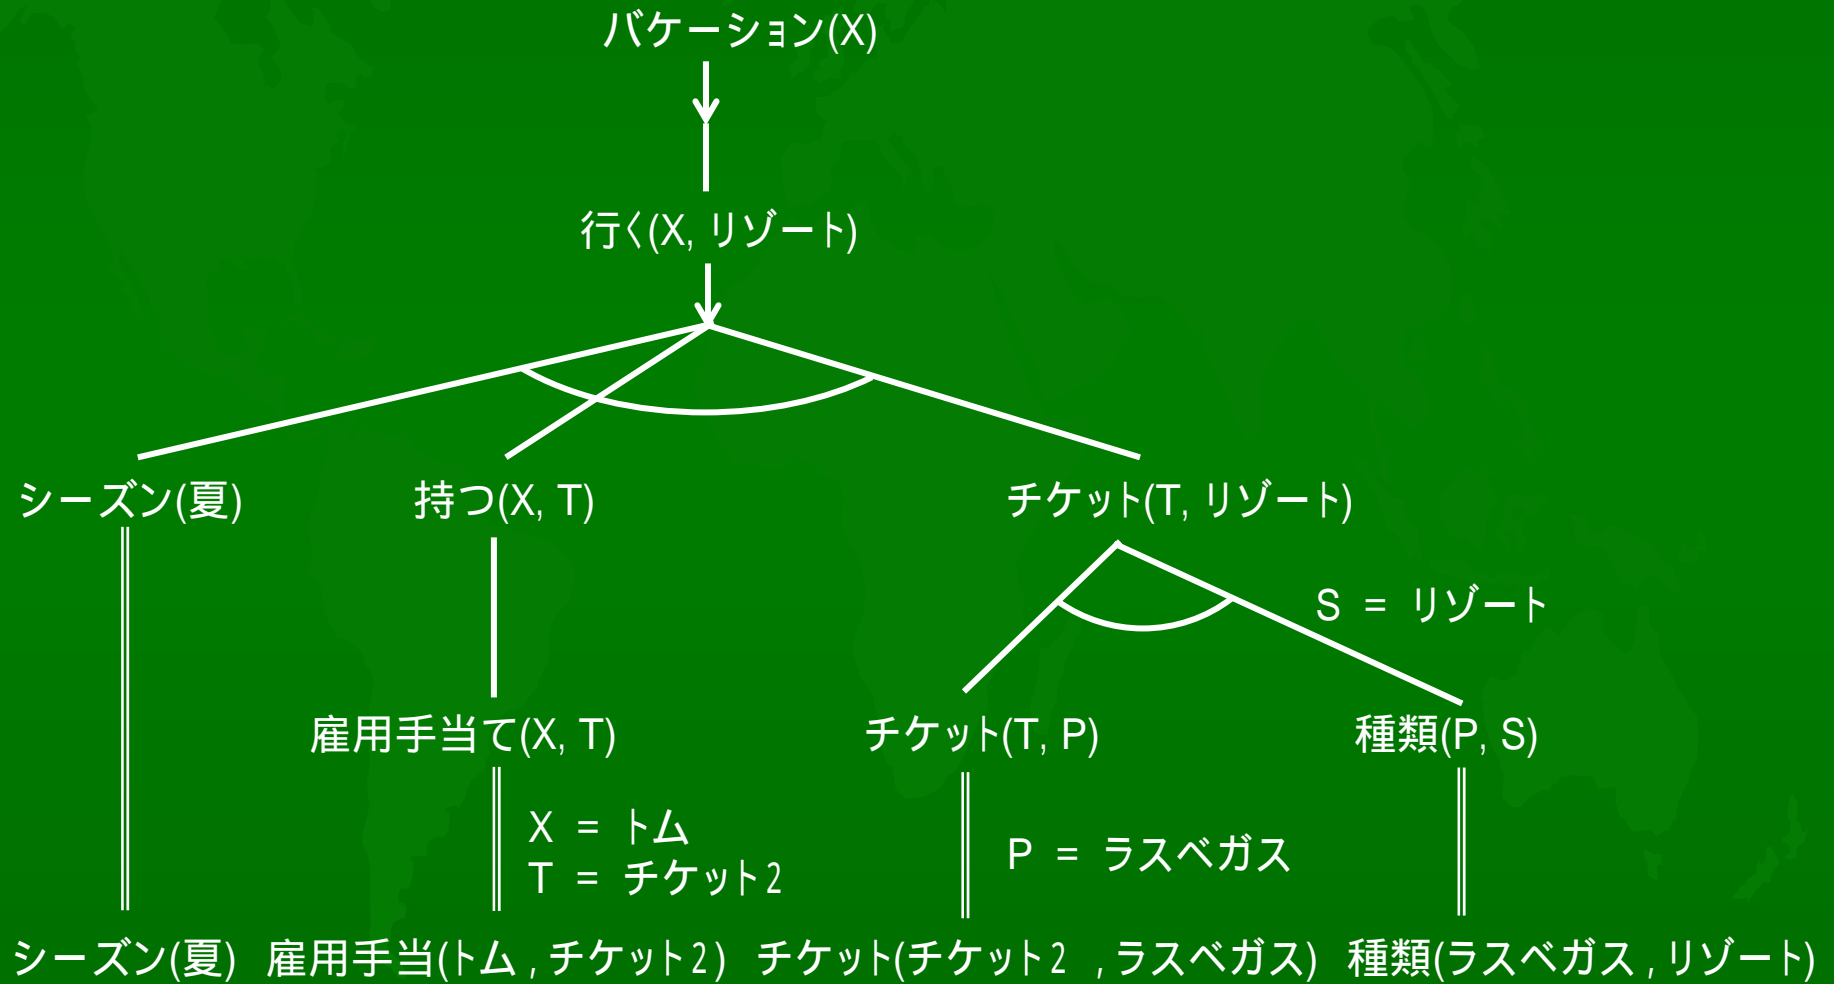 バケーション(X)
行く(X, リゾート)
シーズン(夏)
持つ(X, T)
チケット(T, リゾート)
S = リゾート
雇用手当て(X, T)
チケット(T, P)
種類(P, S)
X = トム
T = チケット2
P = ラスベガス
シーズン(夏) 雇用手当(トム , チケット2) チケット(チケット2 , ラスベガス) 種類(ラスベガス , リゾート)